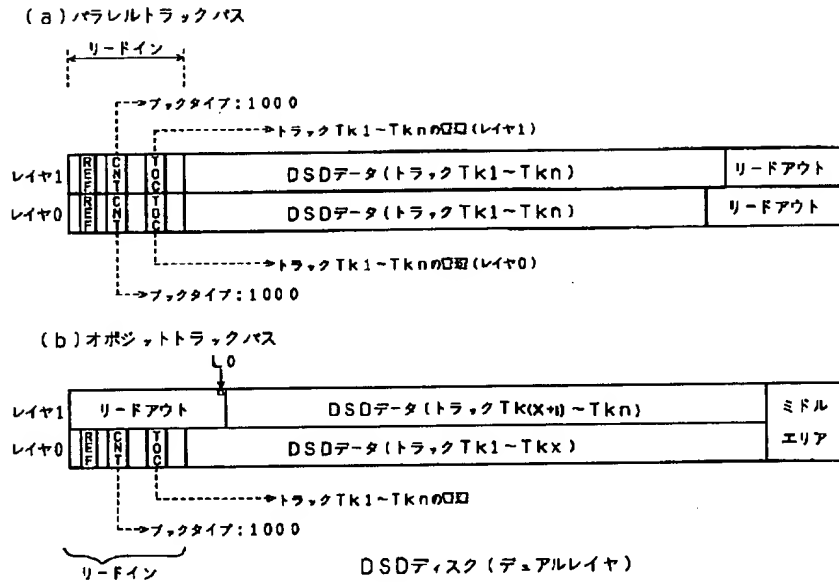 (a)パラレルトラックパス
リードイン
ブックタイプ:1000
トラックTk1~Tknの(レイヤ1)
レイヤ1 REF CNT TOC DSDデータ(トラックTk1~Tkn) リードアウト
レイヤ0 REF CNT TOC DSDデータ(トラックTk1~Tkn) リードアウト
トラックTk1~Tknの(レイヤ0)
ブックタイプ:1000
(b)オポジットトラックパス
LO
レイヤ1 リードアウト DSDデータ(トラックTk(X+1)~Tkn) ミドル
レイヤ0 REF CNT TOC DSDデータ(トラックTk1~Tkx) エリア
トラックTk1~Tknの
ブックタイプ:1000
リードイン
DSDディスク(デュアルレイヤ)